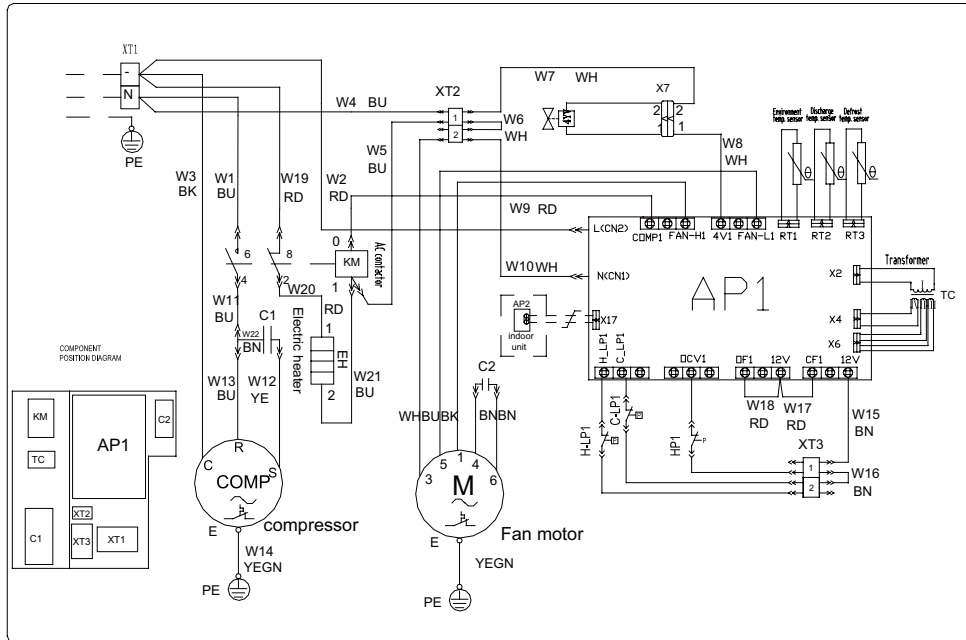 XT1
-
N
PE
W4 BU
XT2
1
2
W6
WH
W5
BU
W7 WH
4YV
X7
2 2
1 1
W8
WH
Environment
temp. sensor
Discharge
temp. sensor
Defrost
temp. sensor
θ
θ
θ
RT1
RT2
RT3
W3
BK
W1
BU
W19
RD
W2
RD
W9 RD
L(CN2)
COMP1
FAN-H1
4V1
FAN-L1
0
KM
1
AC contactor
6
4
8
2
W10 WH
N(CN1)
AP1
X2
Transformer
TC
X4
X6
AP2
indoor
unit
X17
W11
BU
W20
RD
C1
W22
BN
Electric heater
1
EH
2
W21
BU
H_LP1
C_LP1
OCV1
OF1
12V
CF1
12V
COMPONENT
POSITION DIAGRAM
W13
BU
W12
YE
C2
WH BU BK
BN BN
H-LP1
P
C-LP1
P
HP1
P
W18
RD
W17
RD
W15
BN
XT3
1
2
W16
BN
KM
AP1
C2
TC
XT2
C1
XT3
XT1
C
R
S
COMP
E
compressor
W14
YEGN
PE
3
5
1
4
6
M
E
Fan motor
YEGN
PE